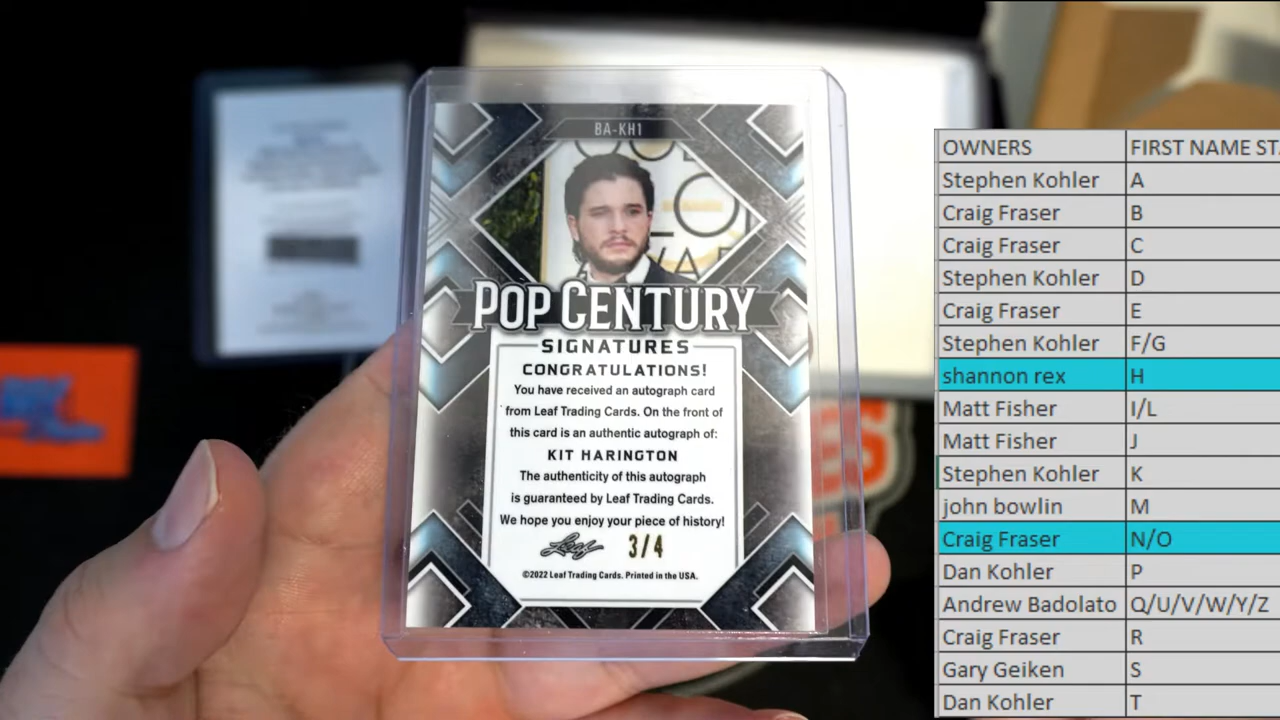 BA-KH1
POP CENTURY
SIGNATURES
CONGRATULATIONS!
You have received an autograph card
from Leaf Trading Cards. On the front of
this card is an authentic autograph of:
KIT HARINGTON
The authenticity of this autograph
is guaranteed by Leaf Trading Cards.
We hope you enjoy your piece of history!
Leaf 3/4
©2022 Leaf Trading Cards. Printed in the USA.
OWNERS FIRST NAME ST
Stephen Kohler A
Craig Fraser B
Craig Fraser C
Stephen Kohler D
Craig Fraser E
Stephen Kohler F/G
shannon rex H
Matt Fisher I/L
Matt Fisher J
Stephen Kohler K
john bowlin M
Craig Fraser N/O
Dan Kohler P
Andrew Badolato Q/U/V/W/Y/Z
Craig Fraser R
Gary Geiken S
Dan Kohler T